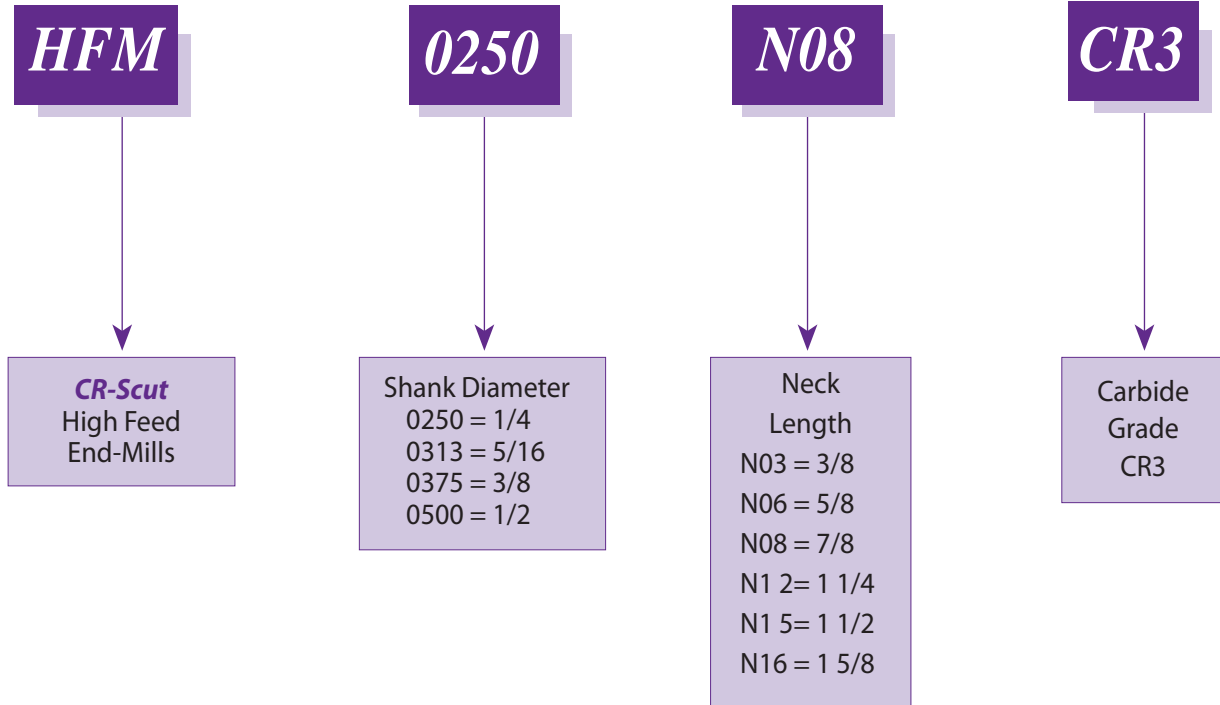 HFM
0250
N08
CR3
CR-Scut
High Feed
End-Mills
Shank Diameter
0250 = 1/4
0313 = 5/16
0375 = 3/8
0500 = 1/2
Neck
Length
N03 = 3/8
N06 = 5/8
N08 = 7/8
N1 2= 1 1/4
N1 5= 1 1/2
N16 = 1 5/8
Carbide
Grade
CR3